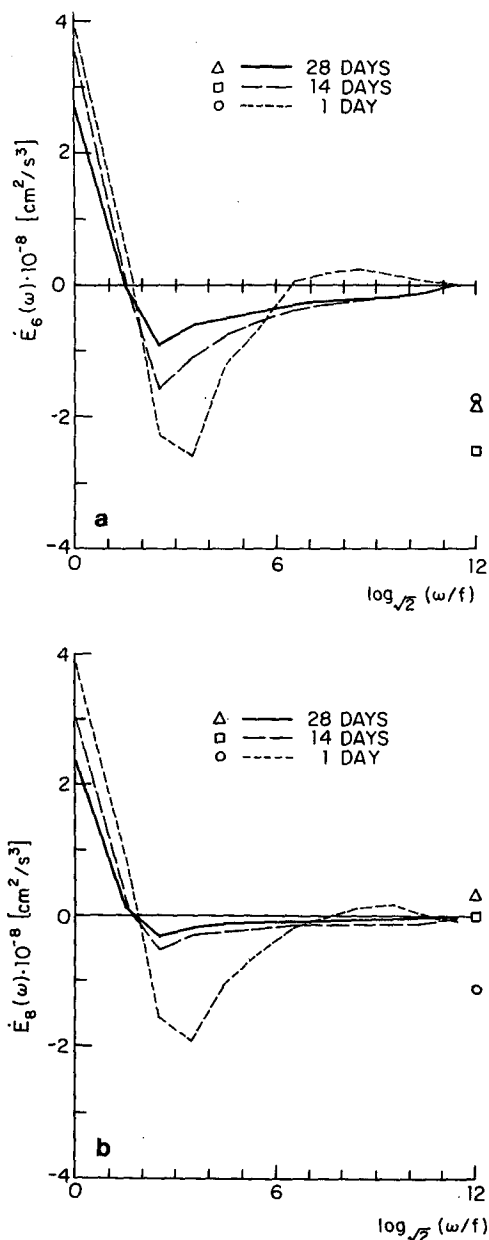 4
△ —— 28 DAYS
□ — — 14 DAYS
○ ---- 1 DAY
2
0
-2
-4
Ė₆(ω)·10⁻⁸ [cm²/s³]
a
0 6 12
log√2 (ω/f)
4
△ —— 28 DAYS
□ — — 14 DAYS
○ ---- 1 DAY
2
0
-2
-4
Ė₈(ω)·10⁻⁸ [cm²/s³]
b
0 6 12
log√2 (ω/f)